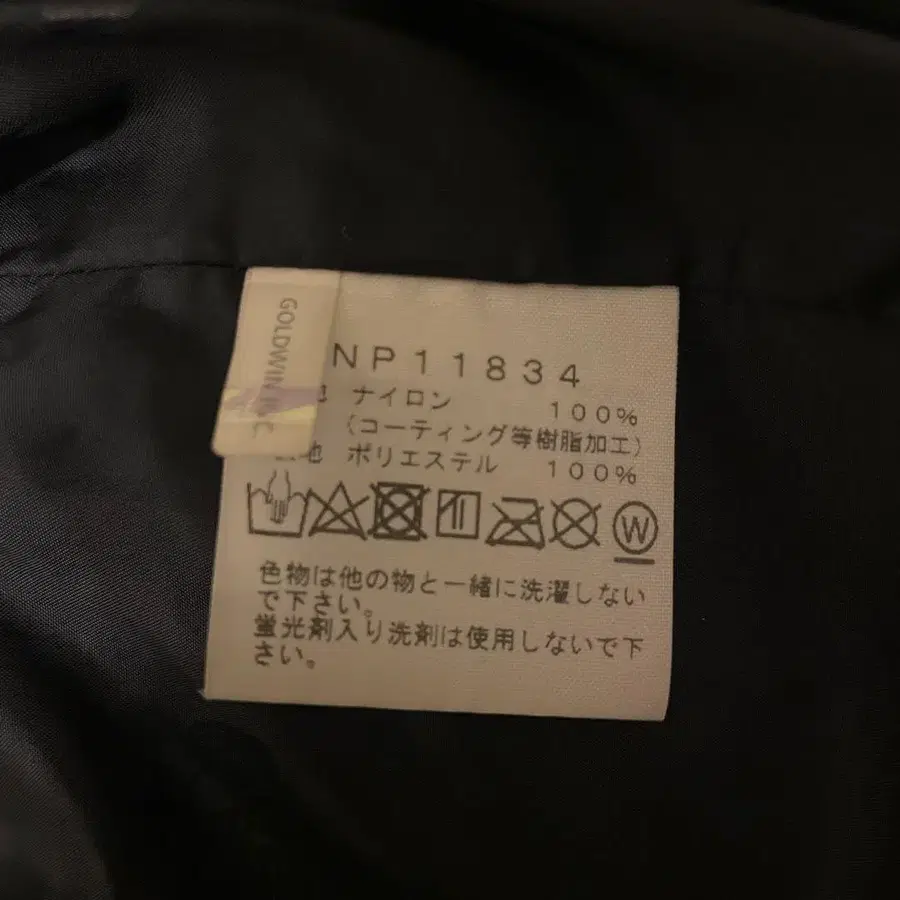 GOLDWIN INC
NP11834
ナイロン 100%
(コーティング等樹脂加工)
地 ポリエステル 100%
W
色物は他の物と一緒に洗濯しない
で下さい。
蛍光剤入り洗剤は使用しないで下
さい。